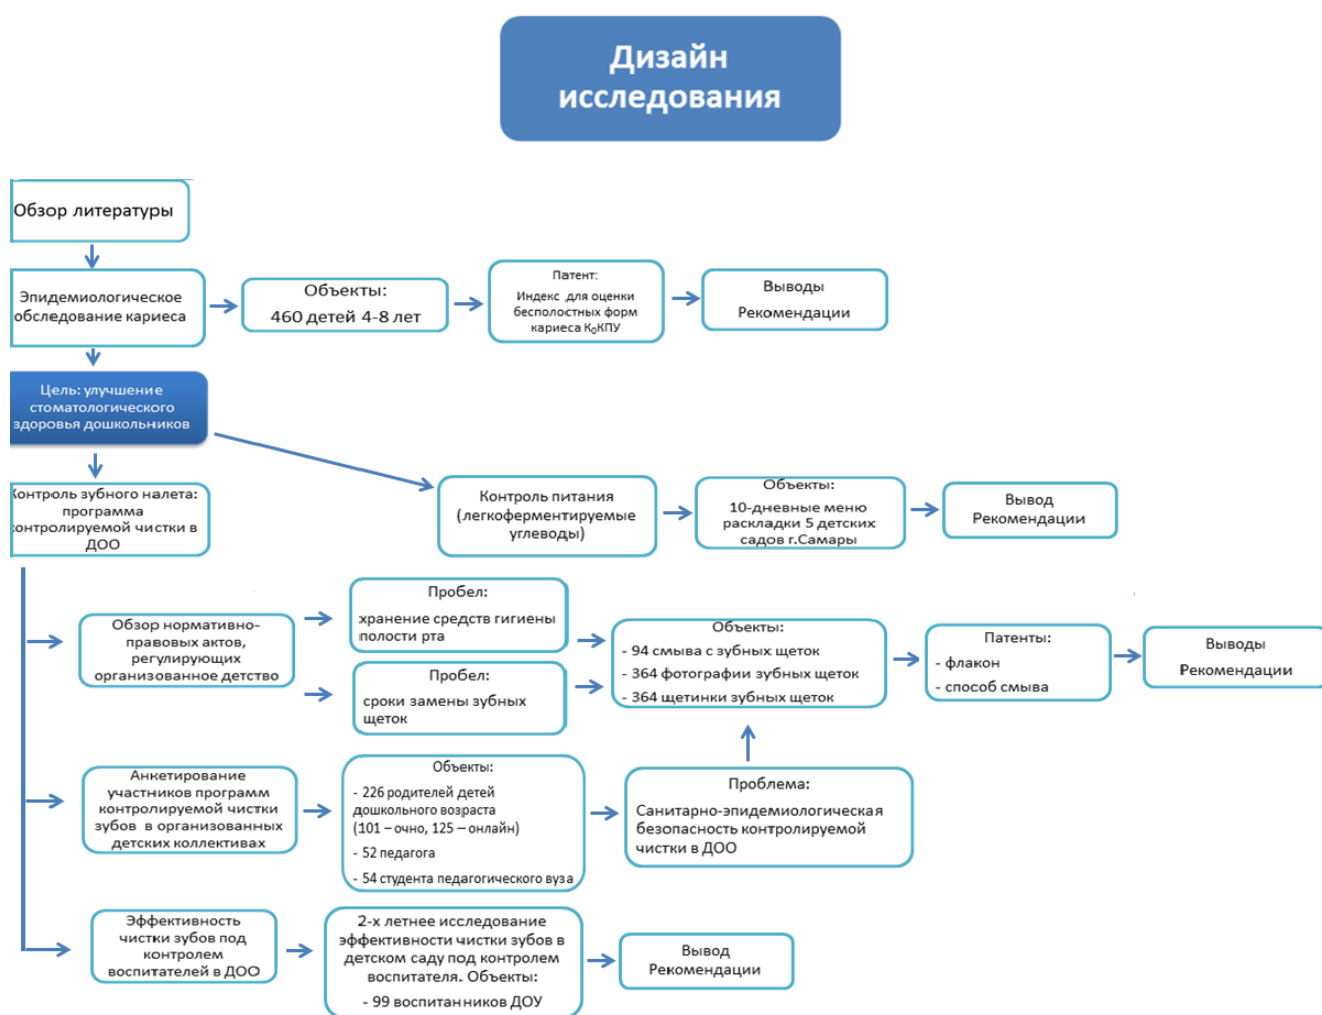 Дизайн
исследования
Обзор литературы
Эпидемиологическое
обследование кариеса
Объекты:
460 детей 4-8 лет
Патент:
Индекс для оценки
бесполостных форм
кариеса К₀КПУ
Выводы
Рекомендации
Цель: улучшение
стоматологического
здоровья дошкольников
Контроль зубного налета:
программа
контролируемой чистки в
ДОО
Контроль питания
(легкоферментируемые
углеводы)
Объекты:
10-дневные меню
раскладки 5 детских
садов г.Самары
Вывод
Рекомендации
Обзор нормативно-
правовых актов,
регулирующих
организованное детство
Пробел:
хранение средств гигиены
полости рта
Пробел:
сроки замены зубных
щеток
Объекты:
- 94 смыва с зубных щеток
- 364 фотографии зубных щеток
- 364 щетинки зубных щеток
Патенты:
- флакон
- способ смыва
Выводы
Рекомендации
Анкетирование
участников программ
контролируемой чистки
зубов в организованных
детских коллективах
Объекты:
- 226 родителей детей
дошкольного возраста
(101 – очно, 125 – онлайн)
- 52 педагога
- 54 студента педагогического вуза
Проблема:
Санитарно-эпидемиологическая
безопасность контролируемой
чистки в ДОО
Эффективность
чистки зубов под
контролем
воспитателей в ДОО
2-х летнее исследование
эффективности чистки зубов в
детском саду под контролем
воспитателя. Объекты:
- 99 воспитанников ДОУ
Вывод
Рекомендации